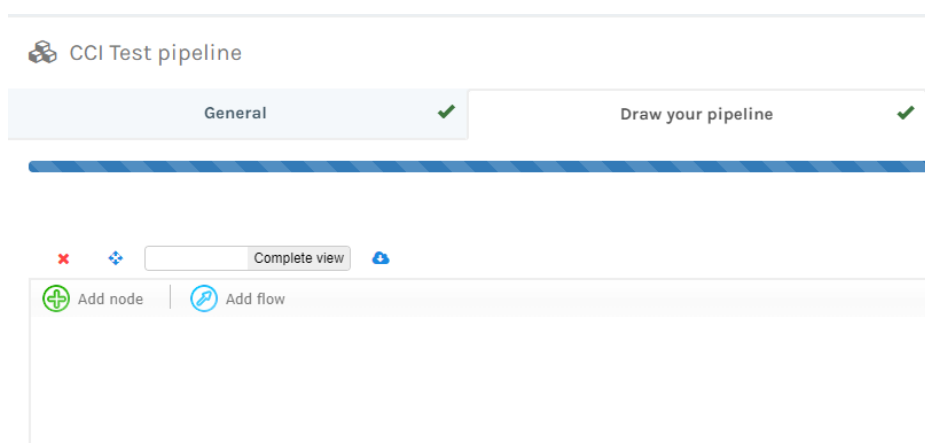 CCI Test pipeline
General
Draw your pipeline
Complete view
Add node
Add flow